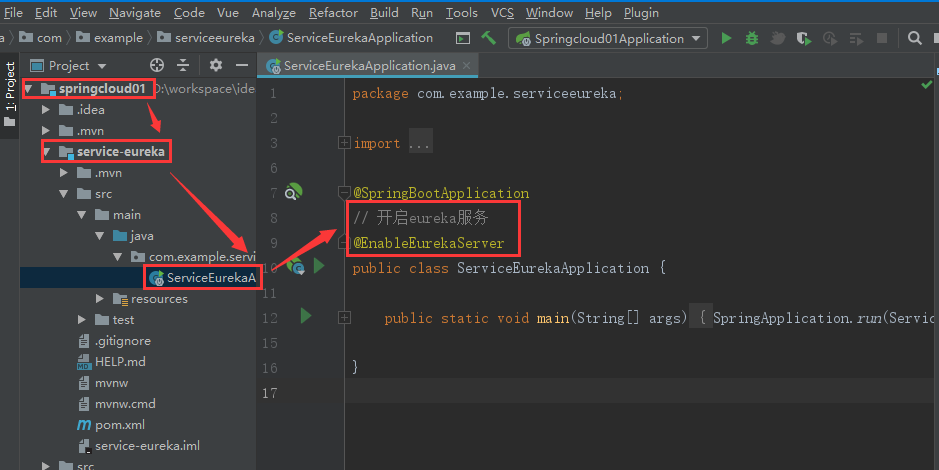 File Edit View Navigate Code Vue Analyze Refactor Build Run Tools VCS Window Help Plugin
a com example serviceeureka ServiceEurekaApplication Springcloud01Application
1: Project
Project
ServiceEurekaApplication.java
springcloud01 D:\workspace\ide
.idea
.mvn
service-eureka
.mvn
src
main
java
com.example.servi
ServiceEurekaA
resources
test
.gitignore
HELP.md
mvnw
mvnw.cmd
pom.xml
service-eureka.iml
src
1 package com.example.serviceeureka;
2
3 import ...
6
7 @SpringBootApplication
8 // 开启eureka服务
9 @EnableEurekaServer
10 public class ServiceEurekaApplication {
11
12 public static void main(String[] args) { SpringApplication.run(Servic
15
16 }
17